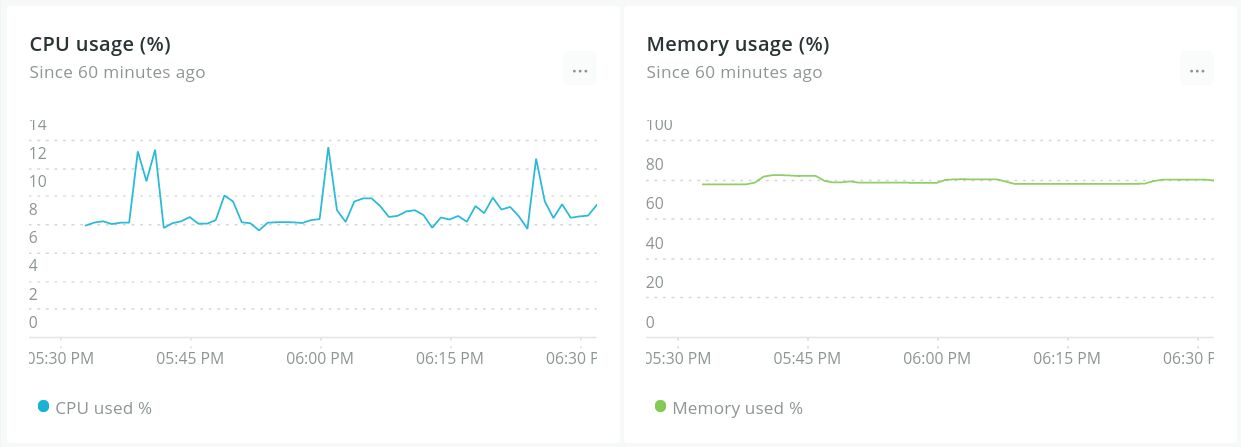 CPU usage (%)
Since 60 minutes ago
...
14
12
10
8
6
4
2
0
05:30 PM
05:45 PM
06:00 PM
06:15 PM
06:30 P
CPU used %
Memory usage (%)
Since 60 minutes ago
...
100
80
60
40
20
0
05:30 PM
05:45 PM
06:00 PM
06:15 PM
06:30 P
Memory used %